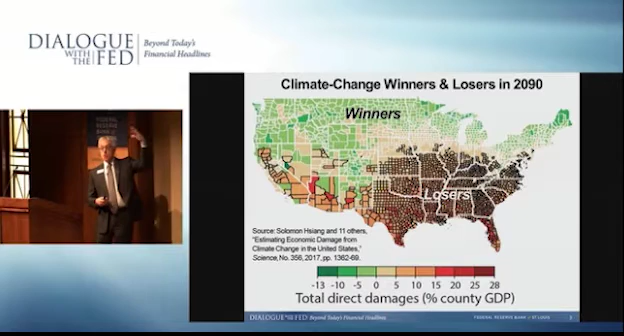 DIALOGUE
WITH THE FED
Beyond Today's
Financial Headlines
FEDERAL RESERVE
Climate-Change Winners & Losers in 2090
Winners
Losers
Source: Solomon Hsiang and 11 others,
"Estimating Economic Damage from
Climate Change in the United States,"
Science, No. 356, 2017, pp. 1362-69.
-13 -10 -5 0 5 10 15 20 28
Total direct damages (% county GDP)
DIALOGUE WITH THE FED Beyond Today's Financial Headlines
FEDERAL RESERVE BANK of ST. LOUIS